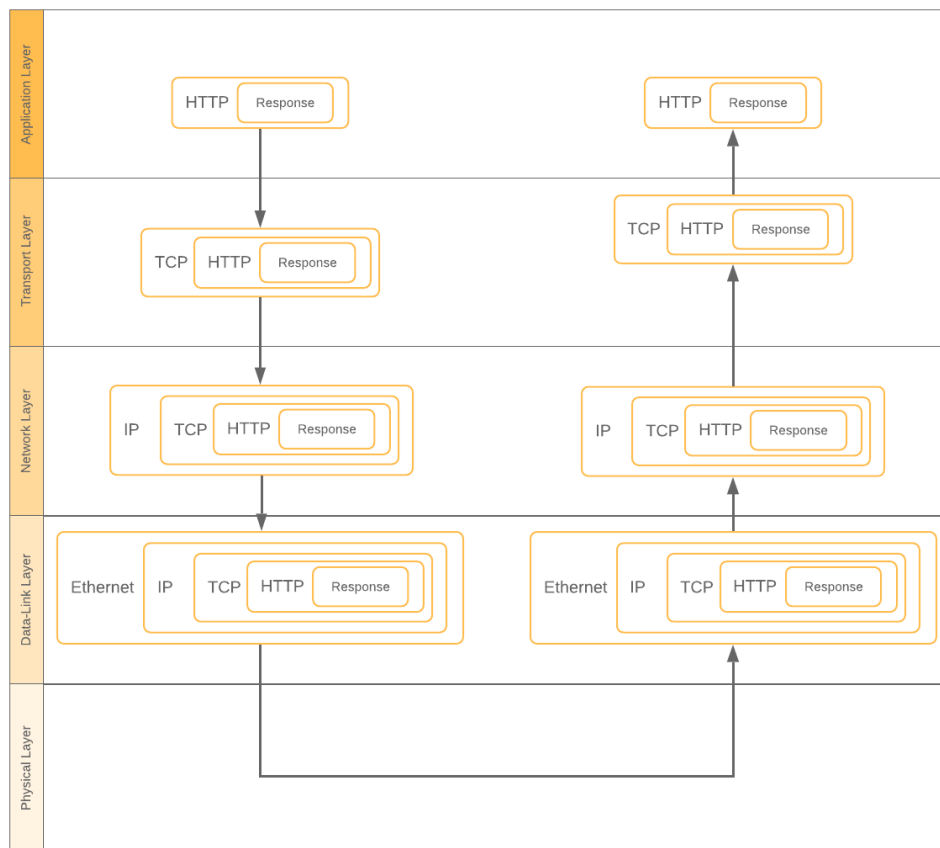 Application Layer
HTTP Response
HTTP Response
Transport Layer
TCP HTTP Response
TCP HTTP Response
Network Layer
IP TCP HTTP Response
IP TCP HTTP Response
Data-Link Layer
Ethernet IP TCP HTTP Response
Ethernet IP TCP HTTP Response
Physical Layer